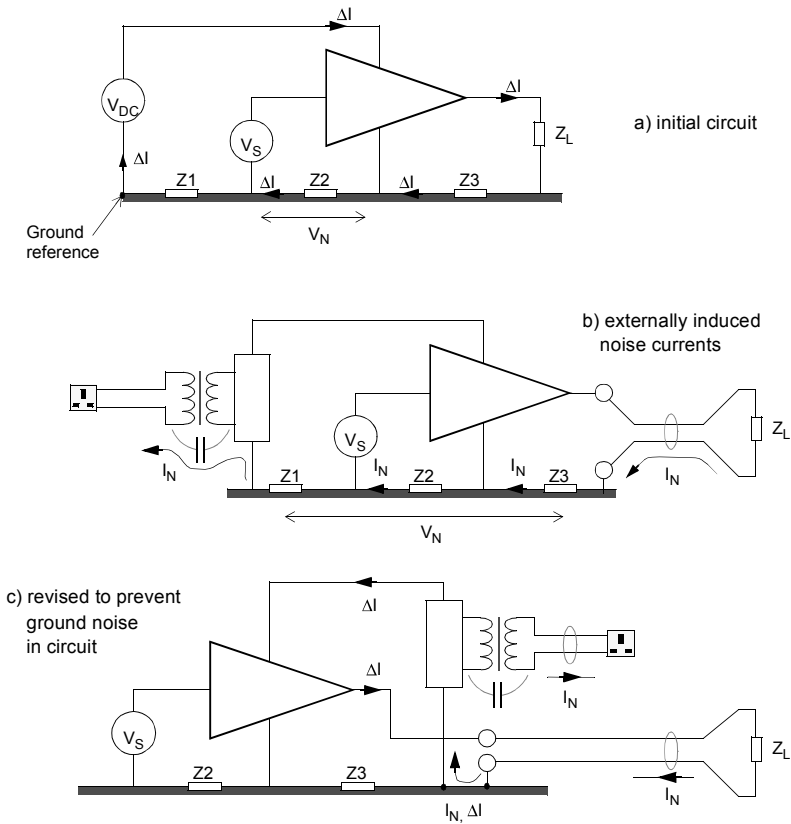 ΔI
ΔI
V_DC
V_S
ΔI
Z_L
a) initial circuit
ΔI
Z1
ΔI
Z2
ΔI
Z3
Ground
reference
V_N
b) externally induced
noise currents
V_S
Z_L
I_N
Z1
I_N
Z2
I_N
Z3
I_N
V_N
c) revised to prevent
ground noise
in circuit
ΔI
ΔI
I_N
V_S
Z_L
Z2
Z3
I_N, ΔI
I_N